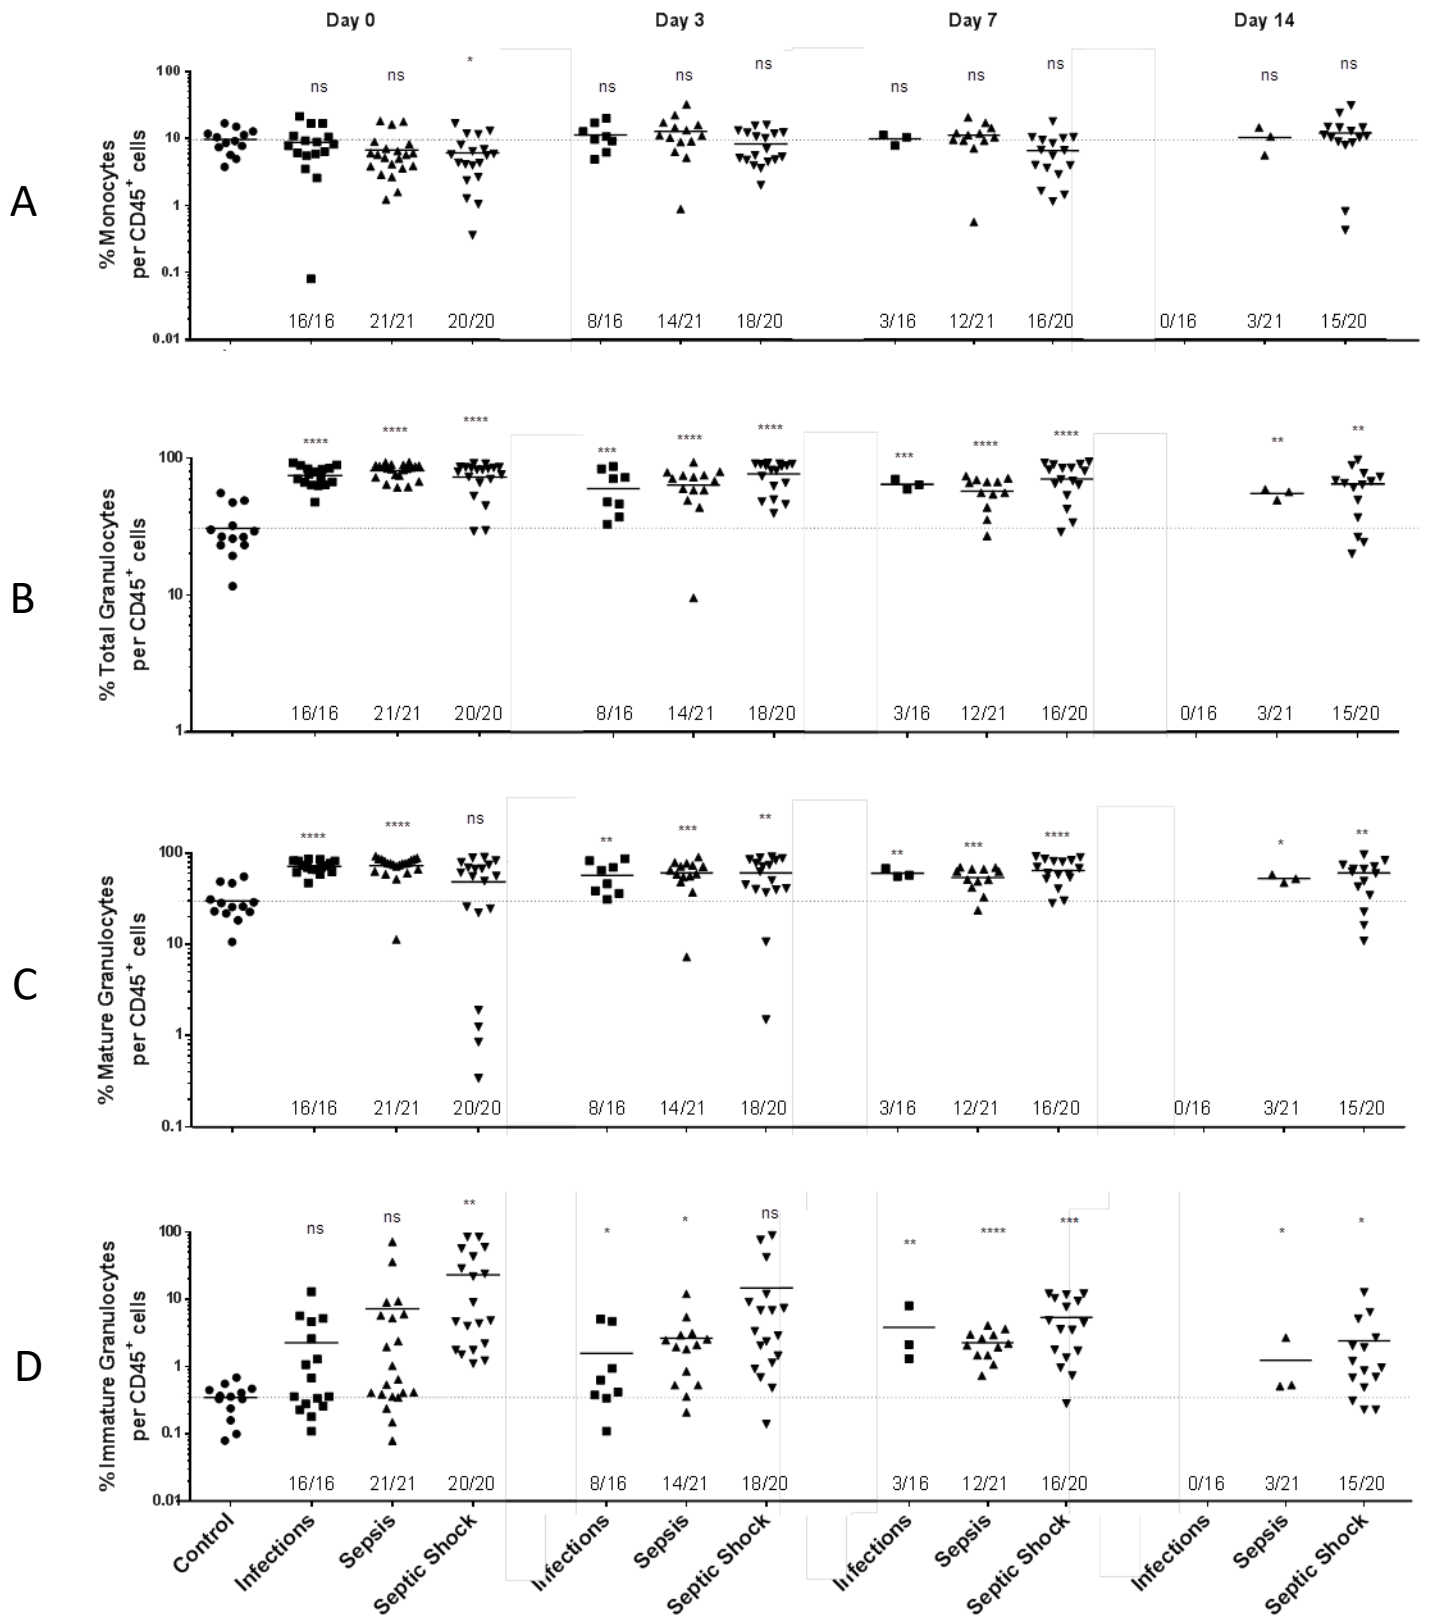 Day 0 Day 3 Day 7 Day 14
A
% Monocytes
per CD45+ cells
100
10
1
0.1
0.01
ns ns * ns ns ns ns ns ns ns ns
16/16 21/21 20/20 8/16 14/21 18/20 3/16 12/21 16/20 0/16 3/21 15/20
B
% Total Granulocytes
per CD45+ cells
100
10
1
**** **** **** *** **** **** *** **** **** ** **
16/16 21/21 20/20 8/16 14/21 18/20 3/16 12/21 16/20 0/16 3/21 15/20
C
% Mature Granulocytes
per CD45+ cells
100
10
1
0.1
**** **** ns ** *** ** ** *** **** * **
16/16 21/21 20/20 8/16 14/21 18/20 3/16 12/21 16/20 0/16 3/21 15/20
D
% Immature Granulocytes
per CD45+ cells
100
10
1
0.1
0.01
ns ns ** * * ns ** **** *** * *
16/16 21/21 20/20 8/16 14/21 18/20 3/16 12/21 16/20 0/16 3/21 15/20
Control Infections Sepsis Septic Shock Infections Sepsis Septic Shock Infections Sepsis Septic Shock Infections Sepsis Septic Shock